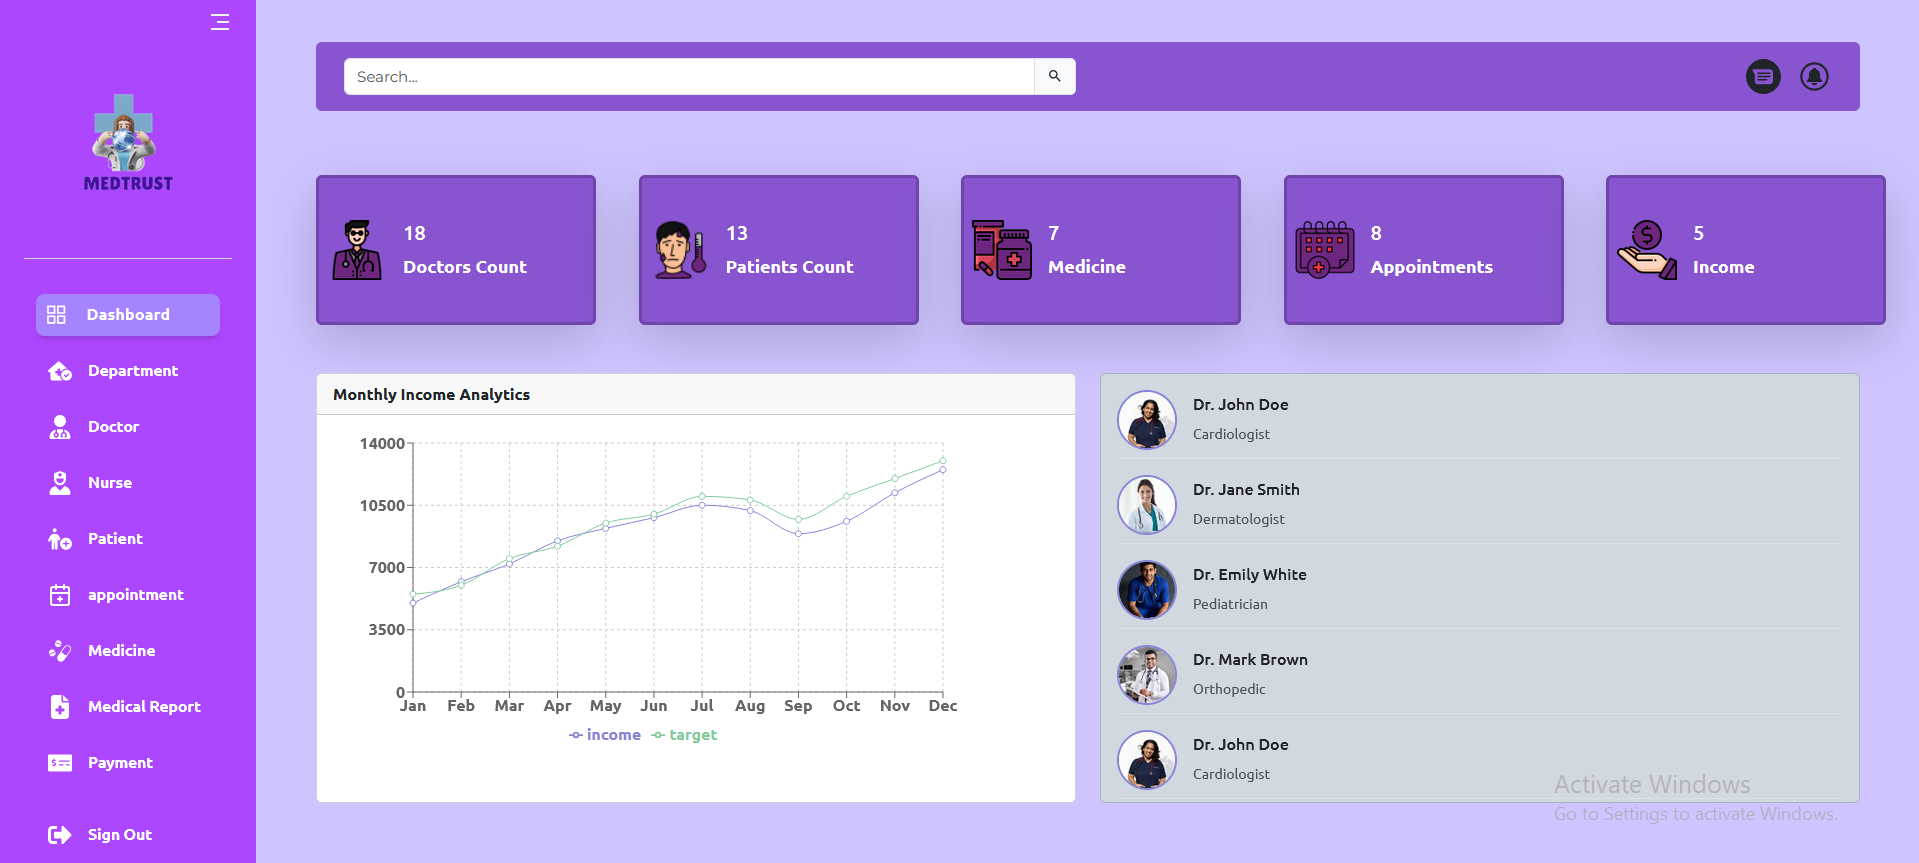 MEDTRUST
Dashboard
Department
Doctor
Nurse
Patient
appointment
Medicine
Medical Report
Payment
Sign Out
Search...
18
Doctors Count
13
Patients Count
7
Medicine
8
Appointments
5
Income
Monthly Income Analytics
14000
10500
7000
3500
0
Jan Feb Mar Apr May Jun Jul Aug Sep Oct Nov Dec
income target
Dr. John Doe
Cardiologist
Dr. Jane Smith
Dermatologist
Dr. Emily White
Pediatrician
Dr. Mark Brown
Orthopedic
Dr. John Doe
Cardiologist
Activate Windows
Go to Settings to activate Windows.